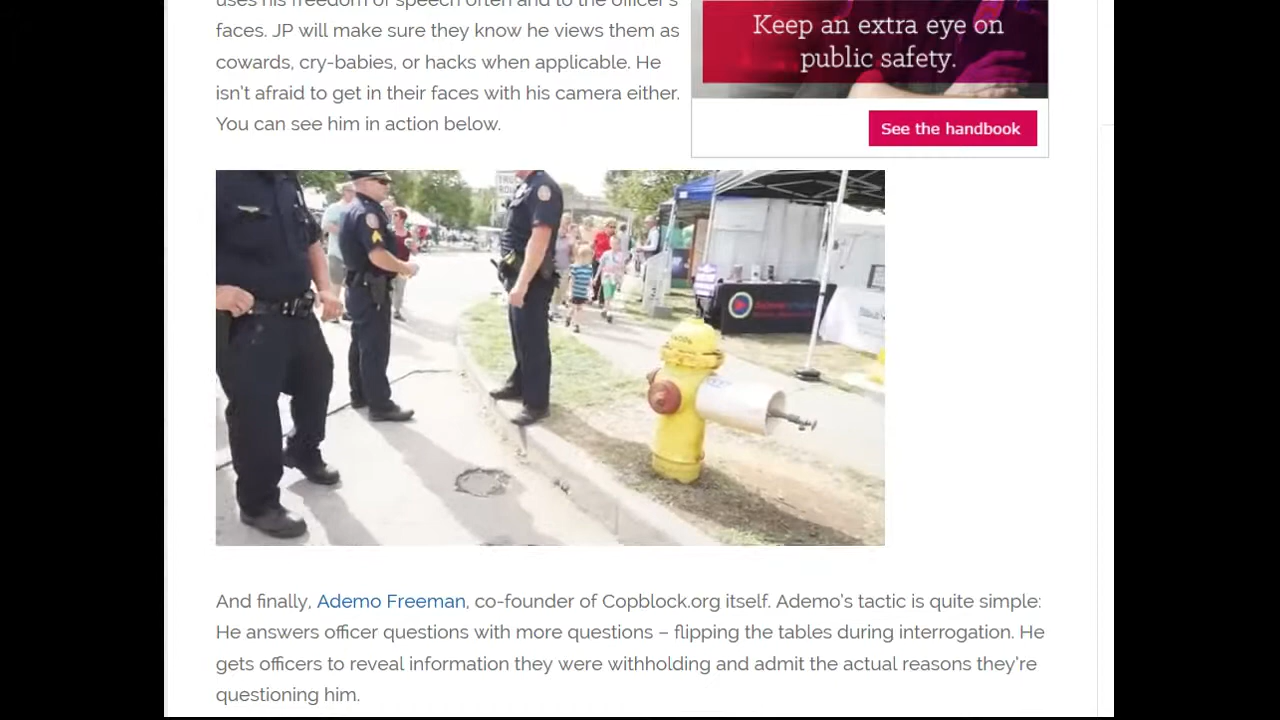 uses his freedom of speech often and to the officer's
faces. JP will make sure they know he views them as
cowards, cry-babies, or hacks when applicable. He
isn't afraid to get in their faces with his camera either.
You can see him in action below.
Keep an extra eye on
public safety.
See the handbook
And finally, Ademo Freeman, co-founder of Copblock.org itself. Ademo's tactic is quite simple:
He answers officer questions with more questions – flipping the tables during interrogation. He
gets officers to reveal information they were withholding and admit the actual reasons they're
questioning him.